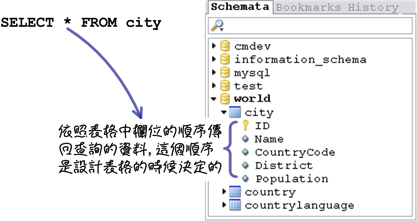 SELECT * FROM city
依照表格中欄位的順序傳
回查詢的資料, 這個順序
是設計表格的時候決定的
Schemata Bookmarks History
cmdev
information_schema
mysql
test
world
city
ID
Name
CountryCode
District
Population
country
countrylanguage